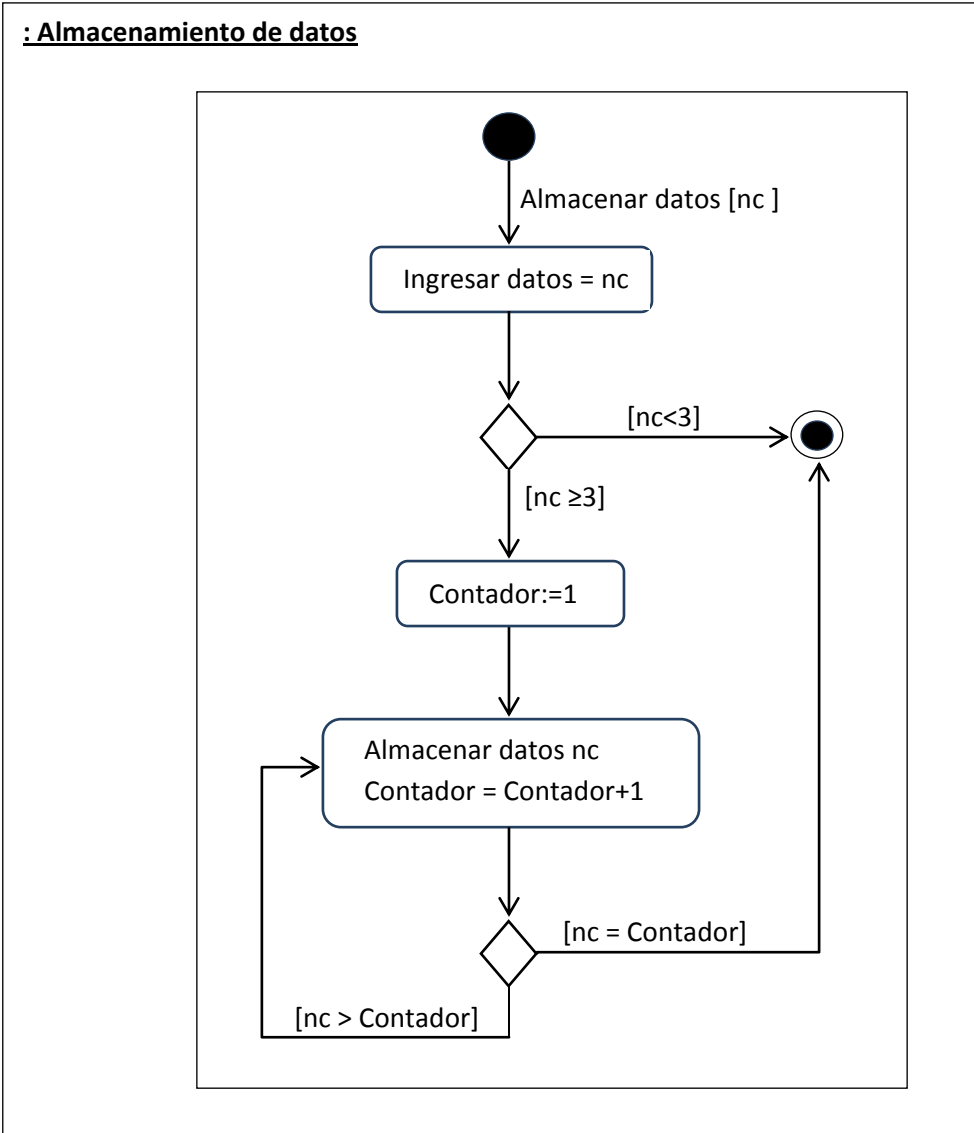 : Almacenamiento de datos
Almacenar datos [nc ]
Ingresar datos = nc
[nc<3]
[nc ≥3]
Contador:=1
Almacenar datos nc
Contador = Contador+1
[nc = Contador]
[nc > Contador]